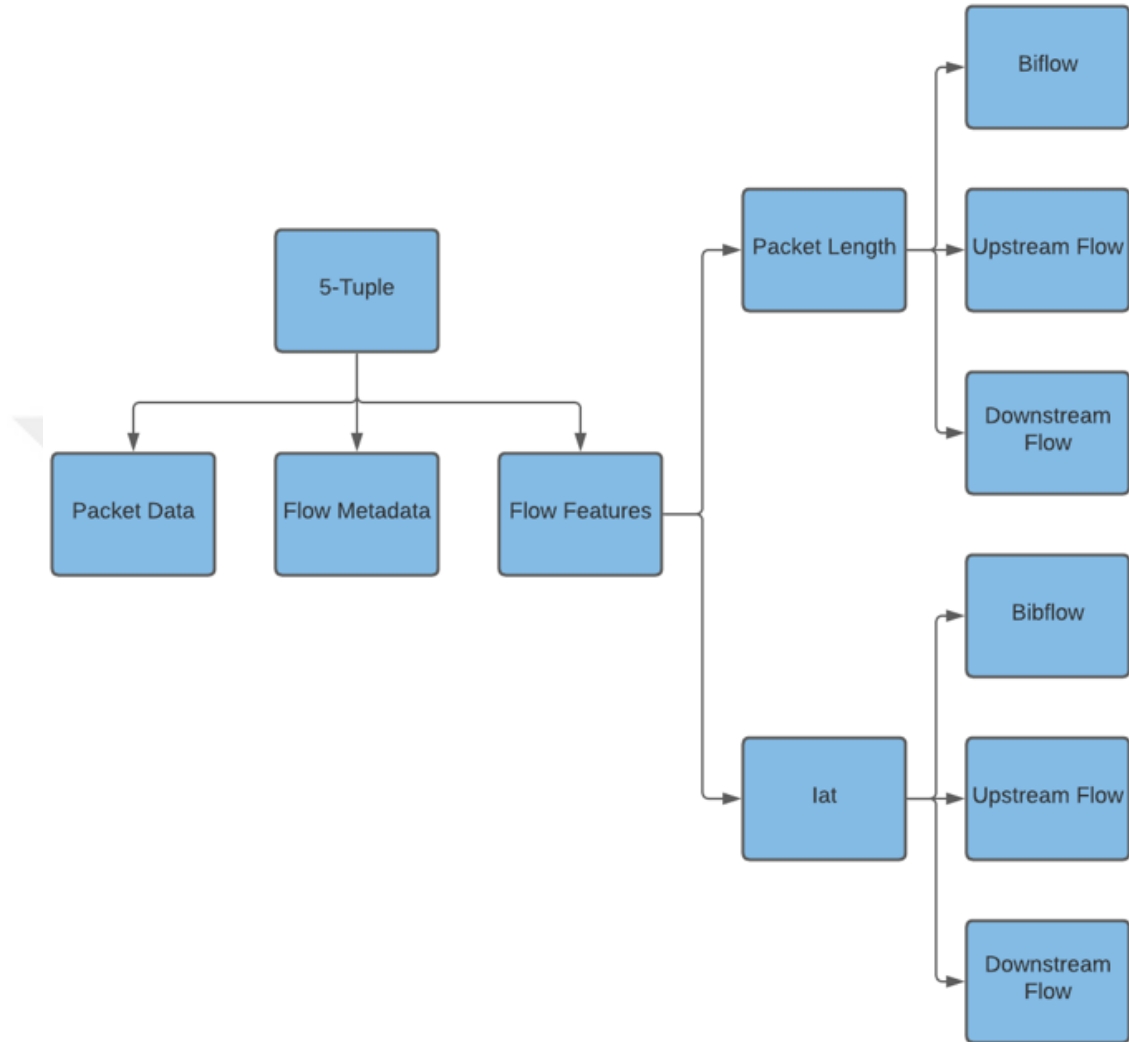 Biflow
Packet Length
Upstream Flow
5-Tuple
Downstream
Flow
Packet Data
Flow Metadata
Flow Features
Bibflow
Iat
Upstream Flow
Downstream
Flow